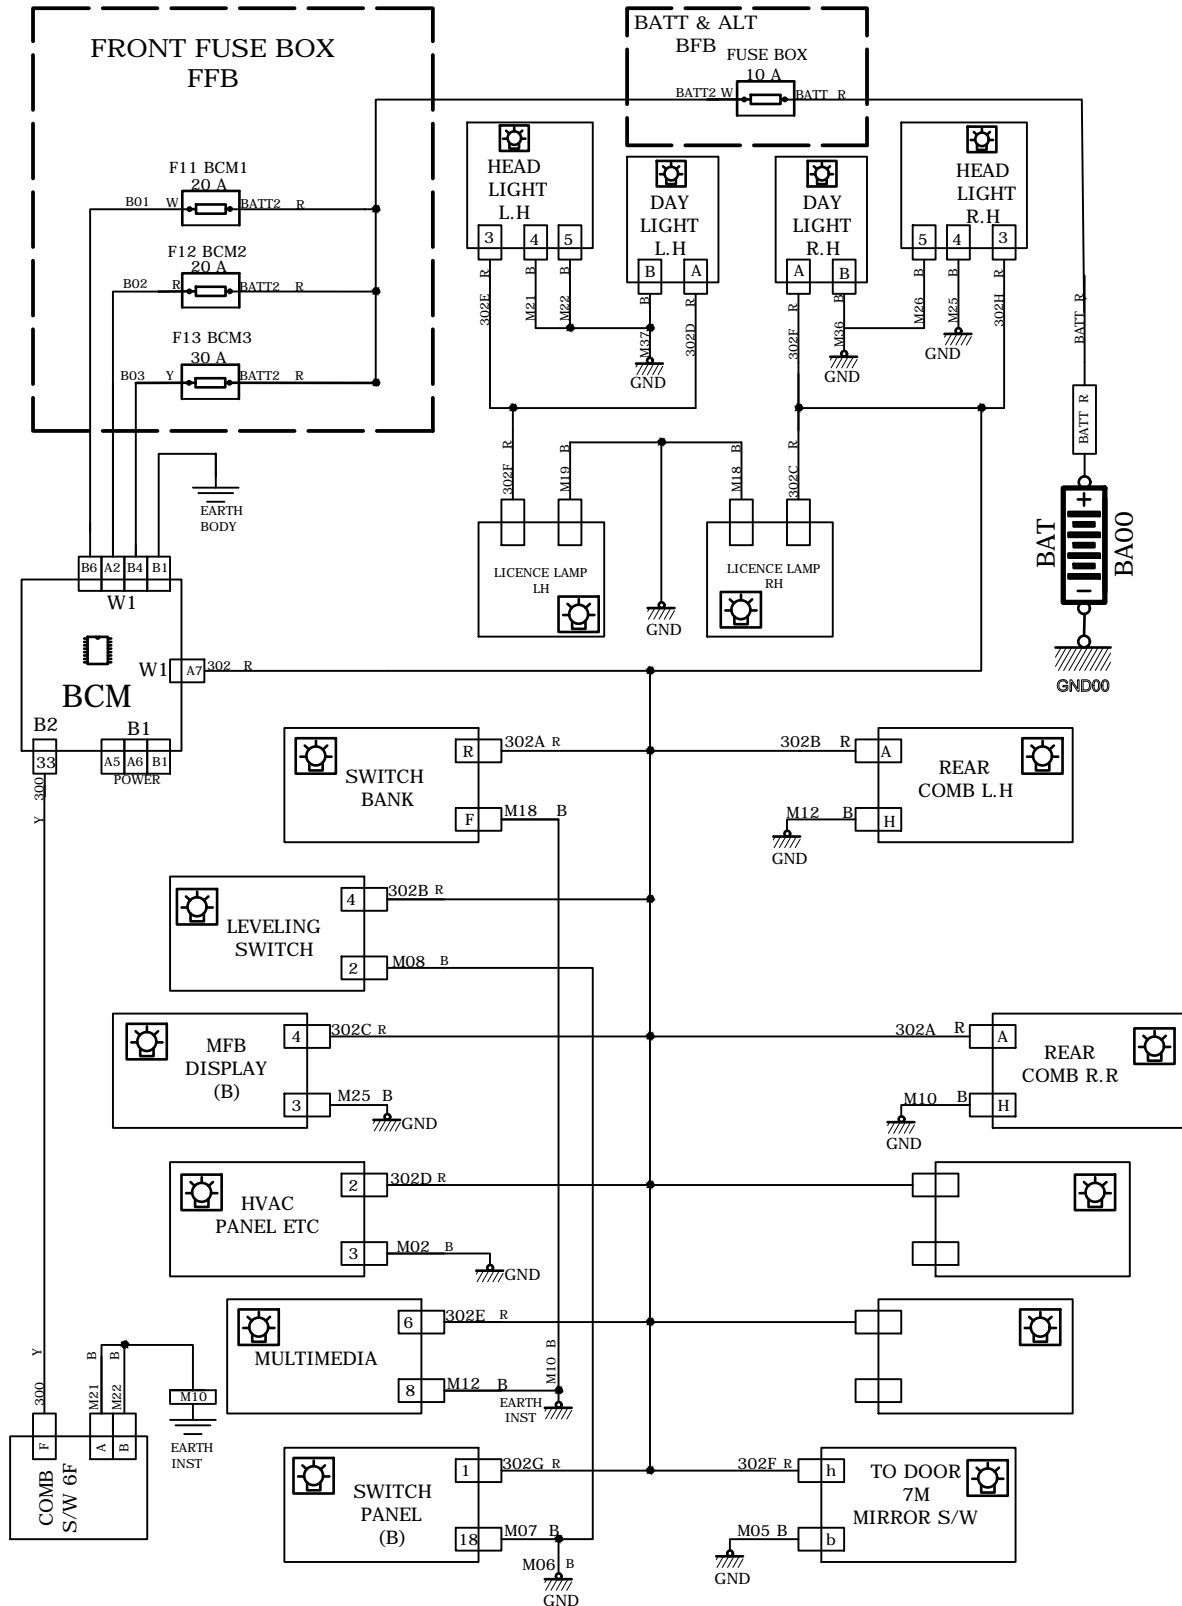 FRONT FUSE BOX
FFB
BATT & ALT
BFB
FUSE BOX
10 A
BATT2 W
BATT R
F11 BCM1
20 A
B01 W
BATT2 R
F12 BCM2
20 A
B02 R
BATT2 R
F13 BCM3
30 A
B03 Y
BATT2 R
HEAD
LIGHT
L.H
3
4
5
DAY
LIGHT
L.H
B
A
DAY
LIGHT
R.H
A
B
HEAD
LIGHT
R.H
5
4
3
302E R
M21 B
M22 B
M37 B
302D R
GND
302F R
M36 B
GND
M26 B
M25 B
302H R
GND
BATT R
BATT R
302F R
M19 B
M18 B
302C R
LICENCE LAMP
LH
LICENCE LAMP
RH
GND
BAT
+
−
BA00
GND00
EARTH
BODY
B6
A2
B4
B1
W1
W1
A7
302 R
BCM
B2
B1
33
A5
A6
B1
POWER
300
Y
SWITCH
BANK
R
302A R
F
M18 B
302B R
A
REAR
COMB L.H
M12 B
H
GND
LEVELING
SWITCH
4
302B R
2
M08 B
MFB
DISPLAY
(B)
4
302C R
3
M25 B
GND
302A R
A
REAR
COMB R.R
M10 B
H
GND
HVAC
PANEL ETC
2
302D R
3
M02 B
GND
MULTIMEDIA
6
302E R
8
M12 B
M10 B
EARTH
INST
300 Y
M21 B
M22 B
M10
EARTH
INST
F
A
B
COMB
S/W 6F
SWITCH
PANEL
(B)
1
302G R
18
M07 B
M06 B
GND
302F R
h
TO DOOR
7M
MIRROR S/W
M05 B
b
GND